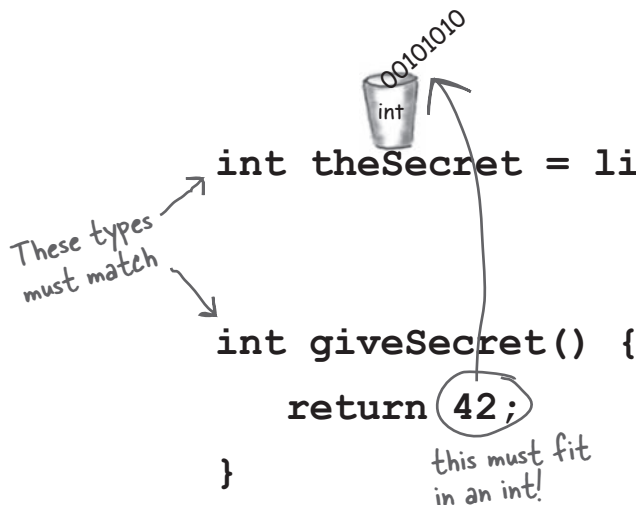 00101010
int
int theSecret = li
These types
must match
int giveSecret() {
return 42;
this must fit
in an int!
}